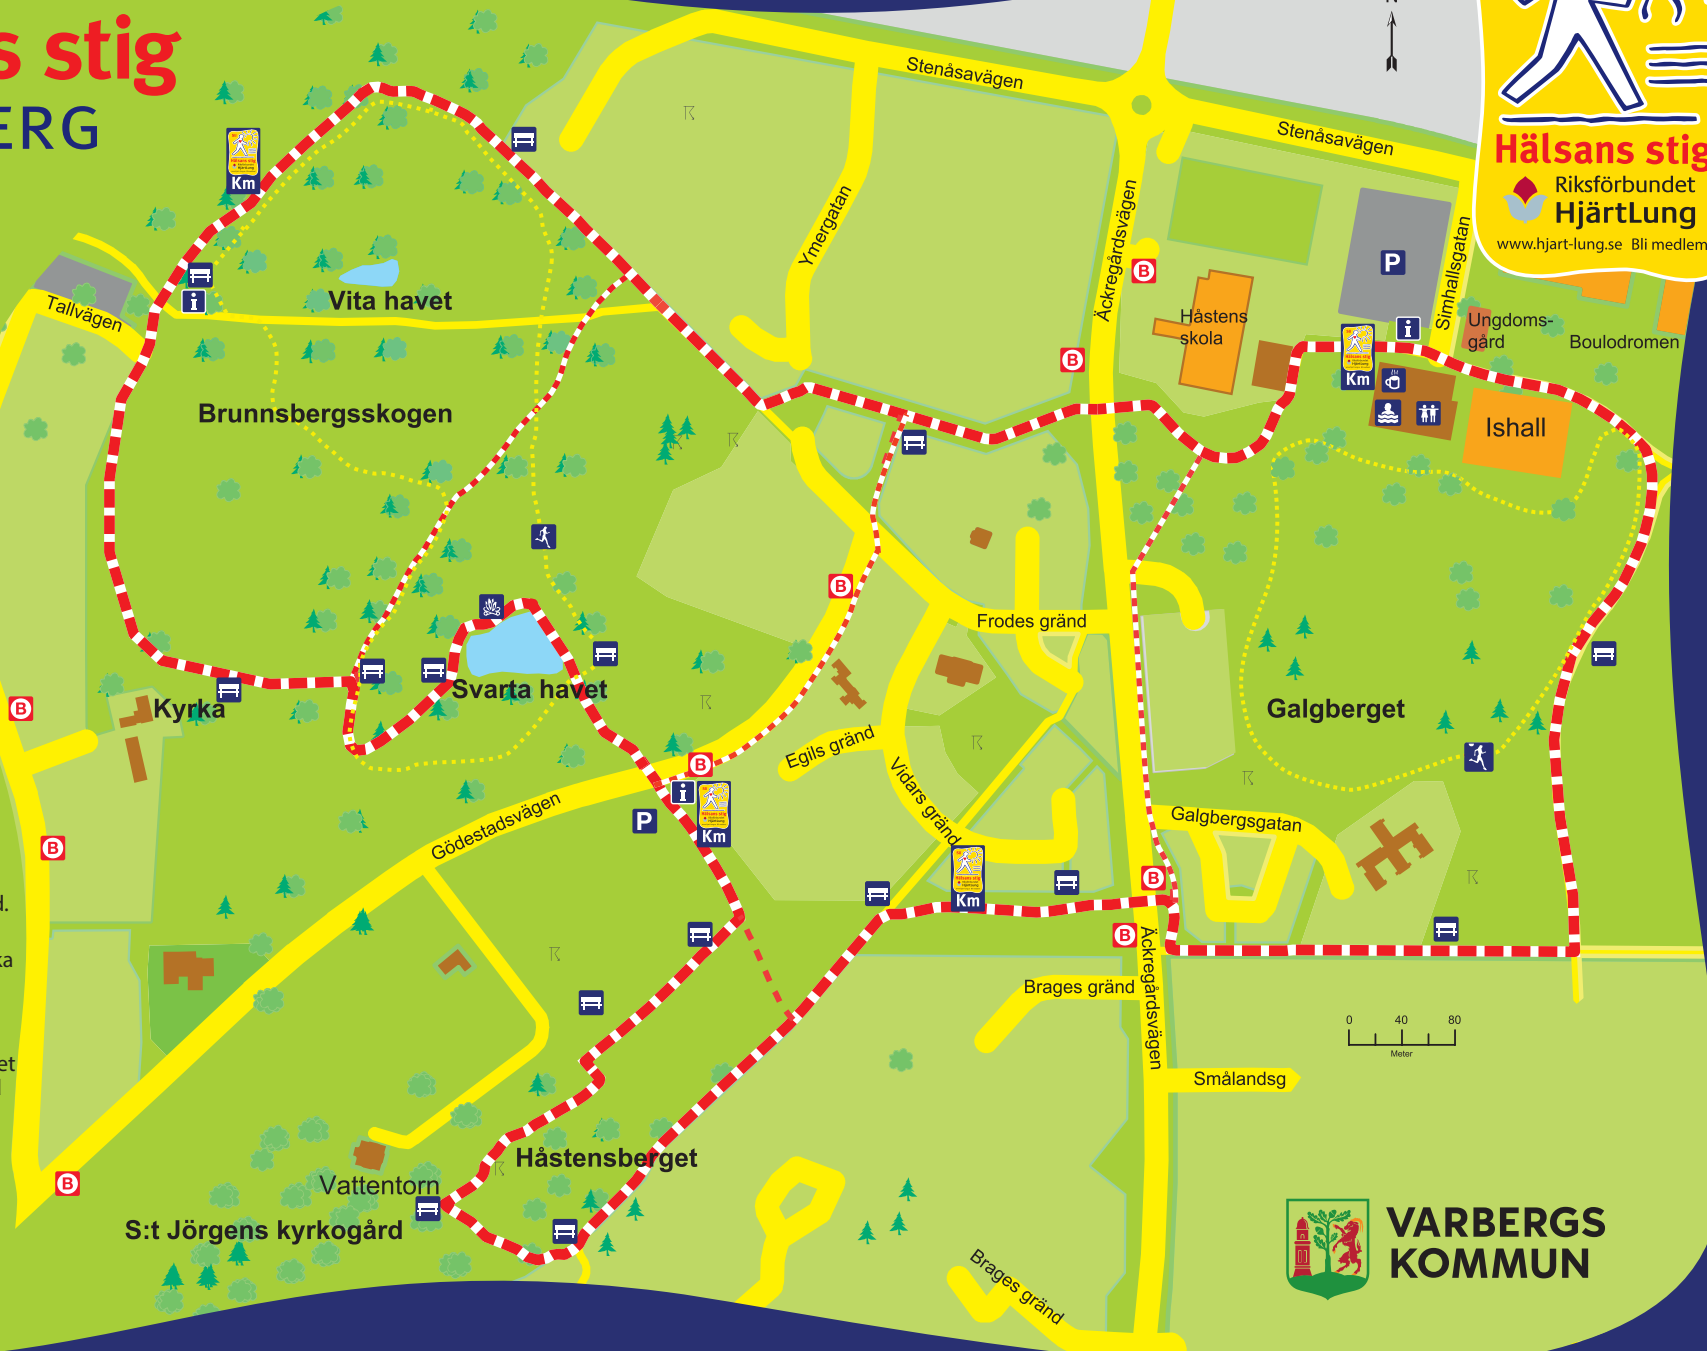 s stig
ERG
N
Hälsans stig
Riksförbundet
HjärtLung
www.hjart-lung.se Bli medlem
Stenåsavägen
Stenåsavägen
Ymergatan
Äckregårdsvägen
Simhallsgatan
Håstens
skola
Ungdoms-
gård
Boulodromen
Ishall
P
B
B
Km
Km
Vita havet
Tallvägen
Brunnsbergsskogen
B
Frodes gränd
Svarta havet
Kyrka
B
Galgberget
Egils gränd
Vidars gränd
B
Km
P
Gödestadsvägen
Galgbergsgatan
B
B
Km
B
Äckregårdsvägen
d.
ka
et
Brages gränd
0 40 80
Meter
Smålandsg
B
Håstensberget
Vattentorn
S:t Jörgens kyrkogård
Brages gränd
VARBERGS
KOMMUN